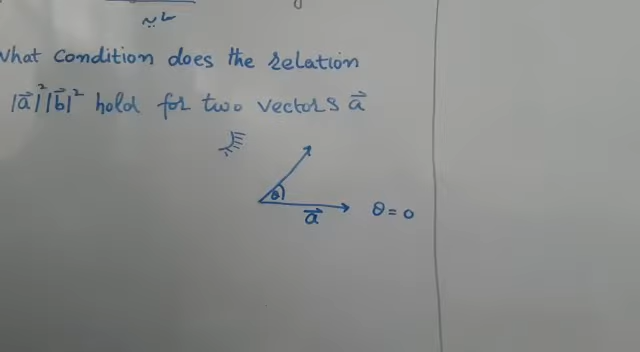 What condition does the relation
|a⃗|²|b⃗|² hold for two vectors a⃗
θ
a⃗ θ = 0